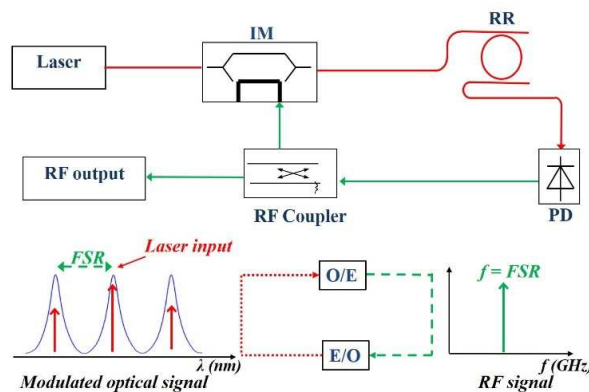 IM
RR
Laser
RF output
RF Coupler
PD
FSR
Laser input
O/E
E/O
f = FSR
λ (nm)
f (GHz)
Modulated optical signal
RF signal